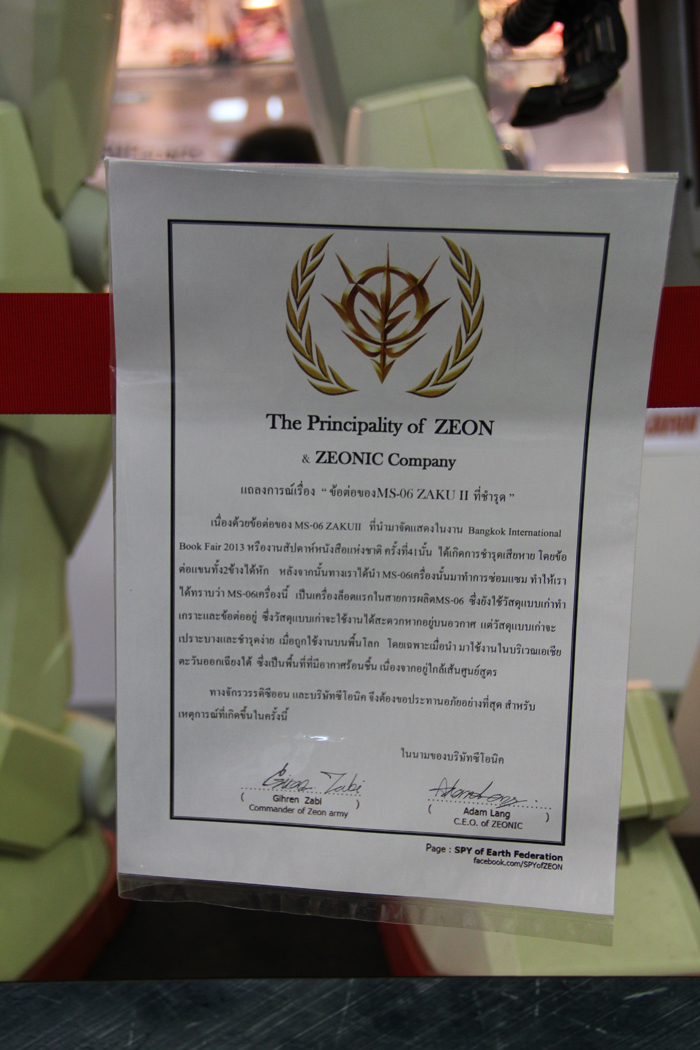 The Principality of ZEON
& ZEONIC Company
แถลงการณ์เรื่อง “ ข้อต่อของMS-06 ZAKU II ที่ชำรุด ”
เนื่องด้วยข้อต่อของ MS-06 ZAKUII ที่นำมาจัดแสดงในงาน Bangkok International
Book Fair 2013 หรืองานสัปดาห์หนังสือแห่งชาติ ครั้งที่41นั้น ได้เกิดการชำรุดเสียหาย โดยข้อ
ต่อแขนทั้ง2ข้างได้หัก หลังจากนั้นทางเราได้นำ MS-06เครื่องนั้นมาทำการซ่อมแซม ทำให้เรา
ได้ทราบว่า MS-06เครื่องนี้ เป็นเครื่องล็อตแรกในสายการผลิตMS-06 ซึ่งยังใช้วัสดุแบบเก่าทำ
เกราะและข้อต่ออยู่ ซึ่งวัสดุแบบเก่าจะใช้งานได้สะดวกหากอยู่บนอวกาศ แต่วัสดุแบบเก่าจะ
เปราะบางและชำรุดง่าย เมื่อถูกใช้งานบนพื้นโลก โดยเฉพาะเมื่อนำ มาใช้งานในบริเวณเอเชีย
ตะวันออกเฉียงใต้ ซึ่งเป็นพื้นที่ที่มีอากาศร้อนชื้น เนื่องจากอยู่ใกล้เส้นศูนย์สูตร
ทางจักรวรรดิซีออน และบริษัทซีโอนิค จึงต้องขอประทานอภัยอย่างที่สุด สำหรับ
เหตุการณ์ที่เกิดขึ้นในครั้งนี้
ในนามของบริษัทซีโอนิค
( Gihren Zabi )
Commander of Zeon army
( Adam Lang )
C.E.O. of ZEONIC
Page : SPY of Earth Federation
facebook.com/SPYofZEON